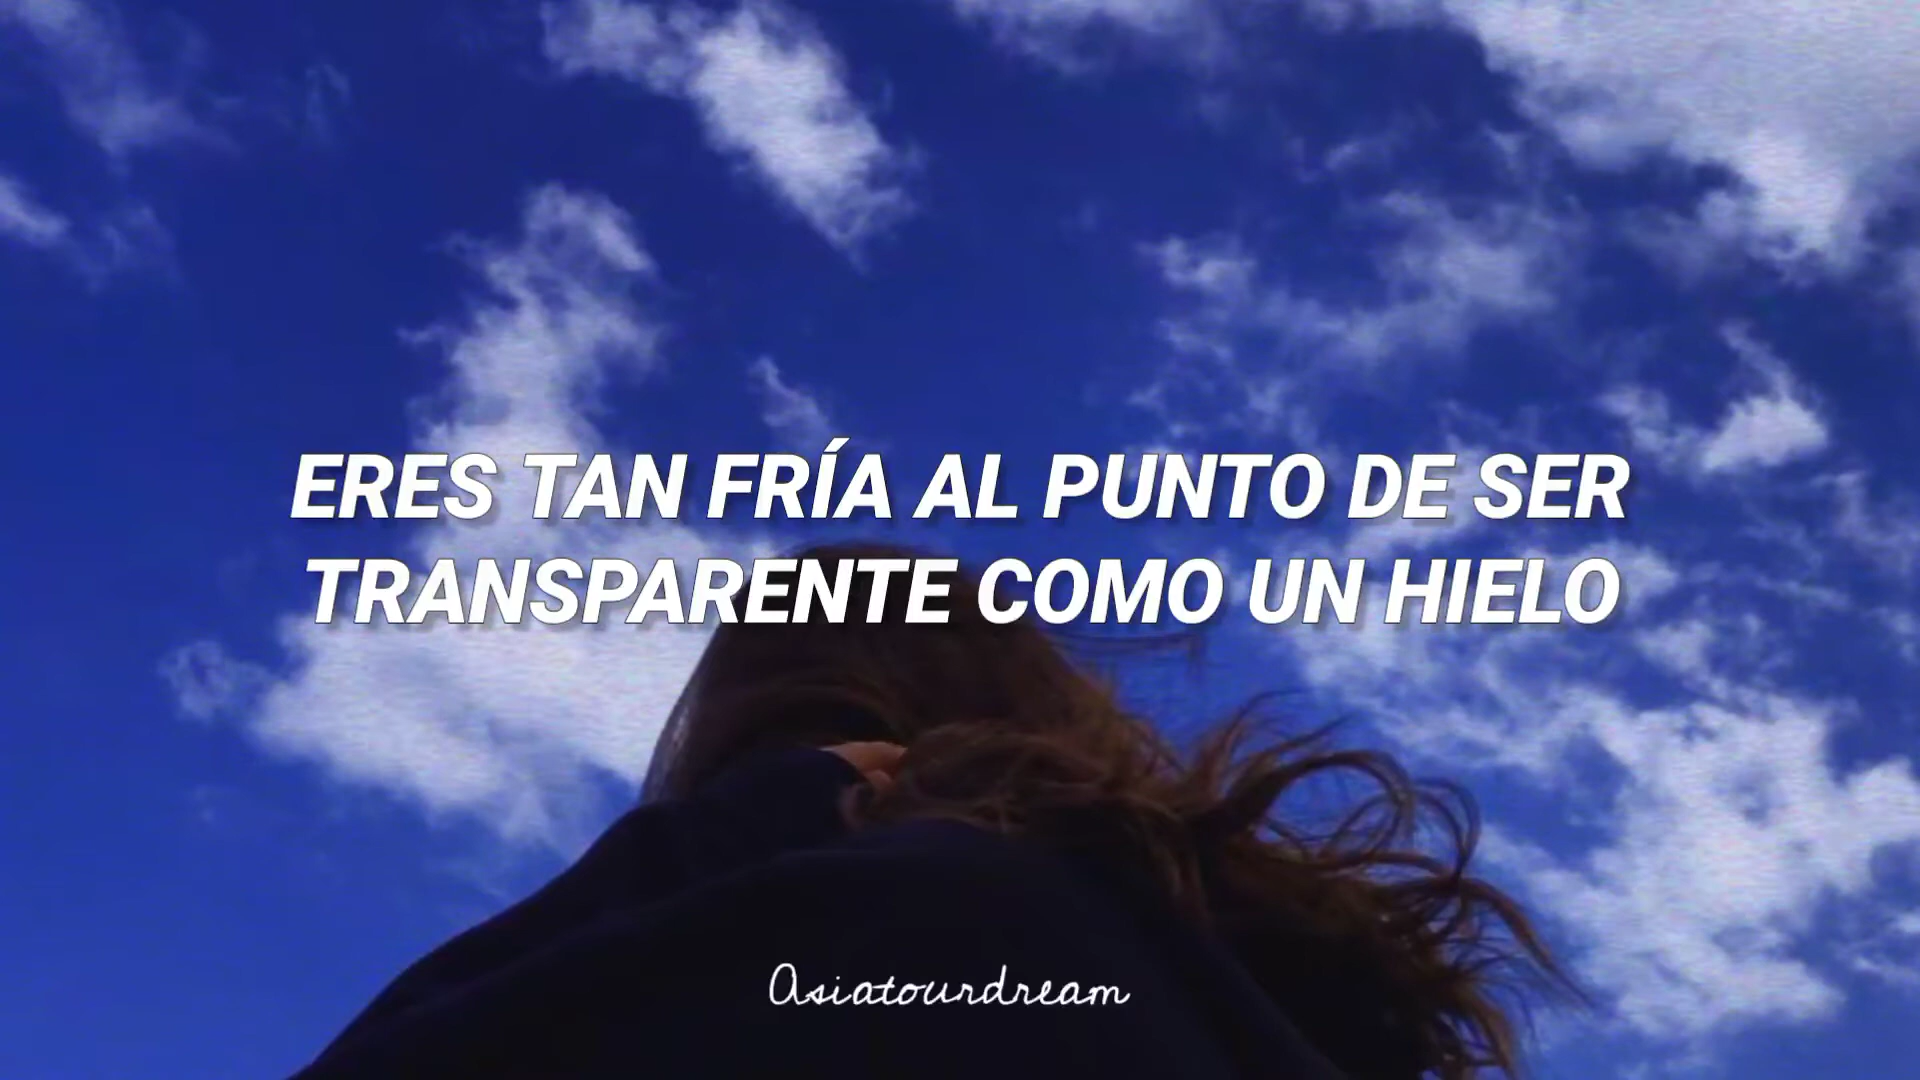 ERES TAN FRÍA AL PUNTO DE SER
TRANSPARENTE COMO UN HIELO
Asiatourdream